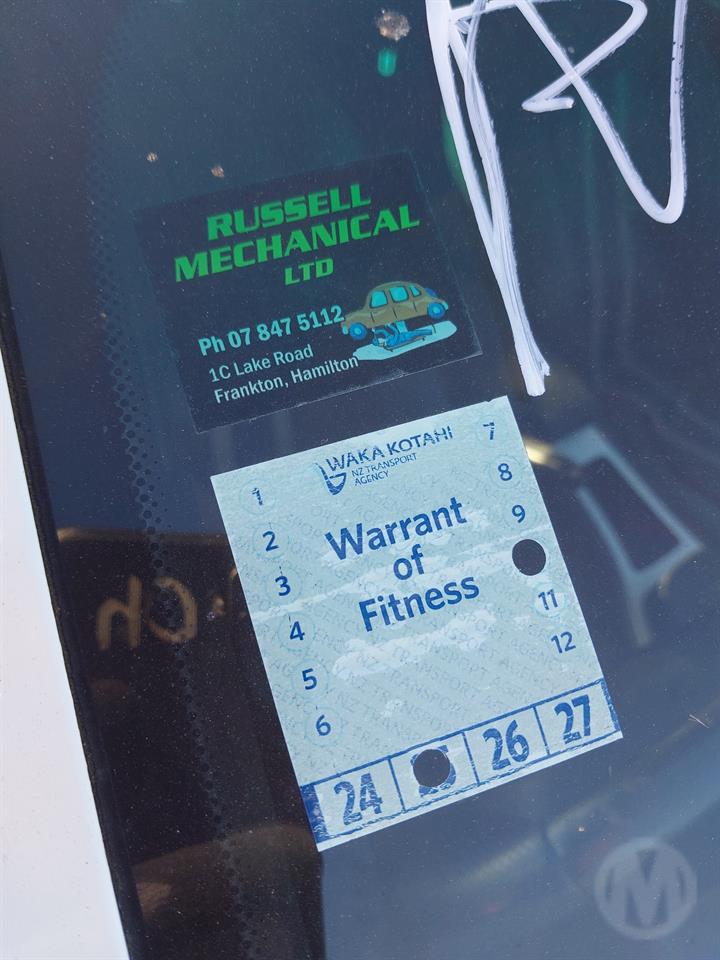 RUSSELL
MECHANICAL
LTD
Ph 07 847 5112
1C Lake Road
Frankton, Hamilton
WAKA KOTAHI
NZ TRANSPORT
AGENCY
Warrant
of
Fitness
1
2
3
4
5
6
7
8
9
11
12
24 26 27
M